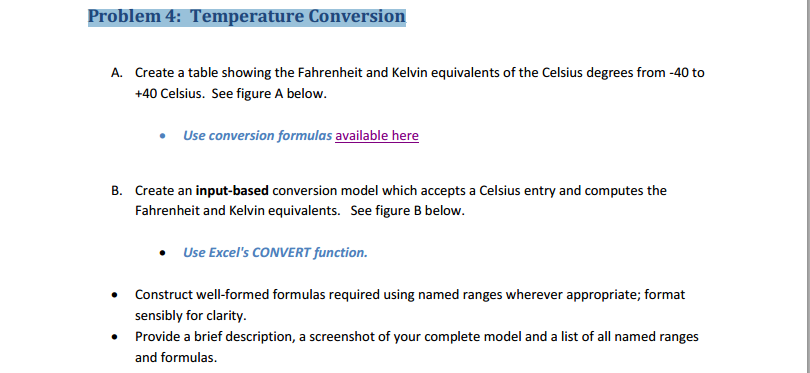 Problem 4: Temperature Conversion
A. Create a table showing the Fahrenheit and Kelvin equivalents of the Celsius degrees from -40 to
+40 Celsius. See figure A below.
• Use conversion formulas available here
B. Create an input-based conversion model which accepts a Celsius entry and computes the
Fahrenheit and Kelvin equivalents. See figure B below.
• Use Excel's CONVERT function.
• Construct well-formed formulas required using named ranges wherever appropriate; format
sensibly for clarity.
• Provide a brief description, a screenshot of your complete model and a list of all named ranges
and formulas.